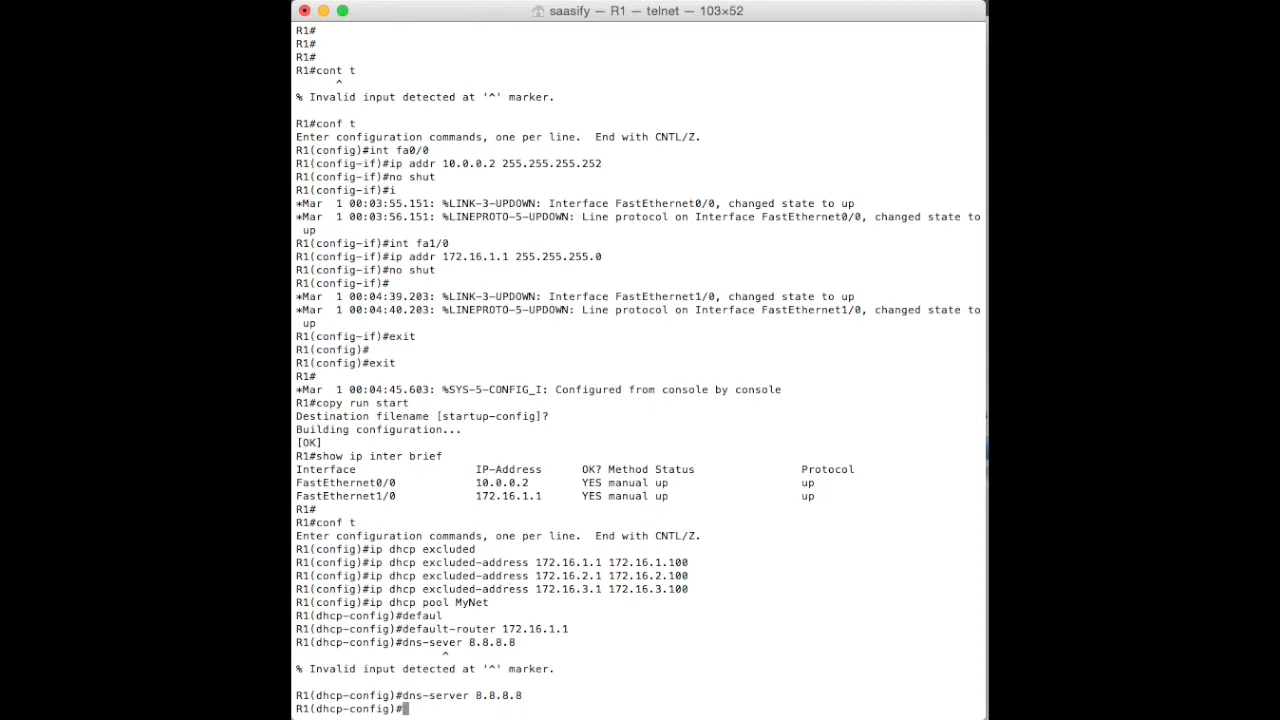 saasify — R1 — telnet — 103×52
R1#
R1#
R1#
R1#cont t
^
% Invalid input detected at '^' marker.
R1#conf t
Enter configuration commands, one per line.  End with CNTL/Z.
R1(config)#int fa0/0
R1(config-if)#ip addr 10.0.0.2 255.255.255.252
R1(config-if)#no shut
R1(config-if)#i
*Mar  1 00:03:55.151: %LINK-3-UPDOWN: Interface FastEthernet0/0, changed state to up
*Mar  1 00:03:56.151: %LINEPROTO-5-UPDOWN: Line protocol on Interface FastEthernet0/0, changed state to
up
R1(config-if)#int fa1/0
R1(config-if)#ip addr 172.16.1.1 255.255.255.0
R1(config-if)#no shut
R1(config-if)#
*Mar  1 00:04:39.203: %LINK-3-UPDOWN: Interface FastEthernet1/0, changed state to up
*Mar  1 00:04:40.203: %LINEPROTO-5-UPDOWN: Line protocol on Interface FastEthernet1/0, changed state to
up
R1(config-if)#exit
R1(config)#
R1(config)#exit
R1#
*Mar  1 00:04:45.603: %SYS-5-CONFIG_I: Configured from console by console
R1#copy run start
Destination filename [startup-config]?
Building configuration...
[OK]
R1#show ip inter brief
Interface                  IP-Address      OK? Method Status                Protocol
FastEthernet0/0            10.0.0.2        YES manual up                    up
FastEthernet1/0            172.16.1.1      YES manual up                    up
R1#
R1#conf t
Enter configuration commands, one per line.  End with CNTL/Z.
R1(config)#ip dhcp excluded
R1(config)#ip dhcp excluded-address 172.16.1.1 172.16.1.100
R1(config)#ip dhcp excluded-address 172.16.2.1 172.16.2.100
R1(config)#ip dhcp excluded-address 172.16.3.1 172.16.3.100
R1(config)#ip dhcp pool MyNet
R1(dhcp-config)#defaul
R1(dhcp-config)#default-router 172.16.1.1
R1(dhcp-config)#dns-sever 8.8.8.8
^
% Invalid input detected at '^' marker.
R1(dhcp-config)#dns-server 8.8.8.8
R1(dhcp-config)#